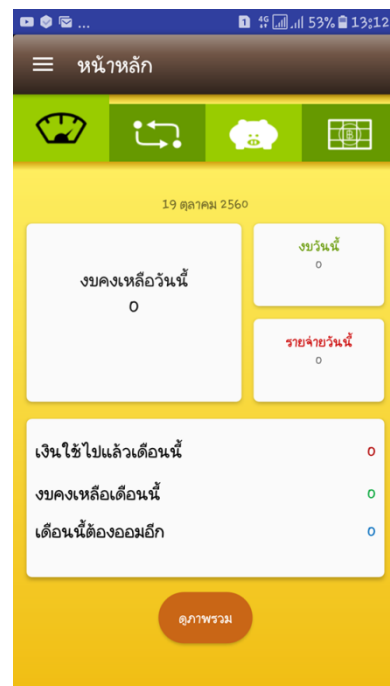 ... 1 4G 53% 13:12
หน้าหลัก
19 ตุลาคม 2560
งบคงเหลือวันนี้
0
งบวันนี้
0
รายจ่ายวันนี้
0
เงินใช้ไปแล้วเดือนนี้ 0
งบคงเหลือเดือนนี้ 0
เดือนนี้ต้องออมอีก 0
ดูภาพรวม